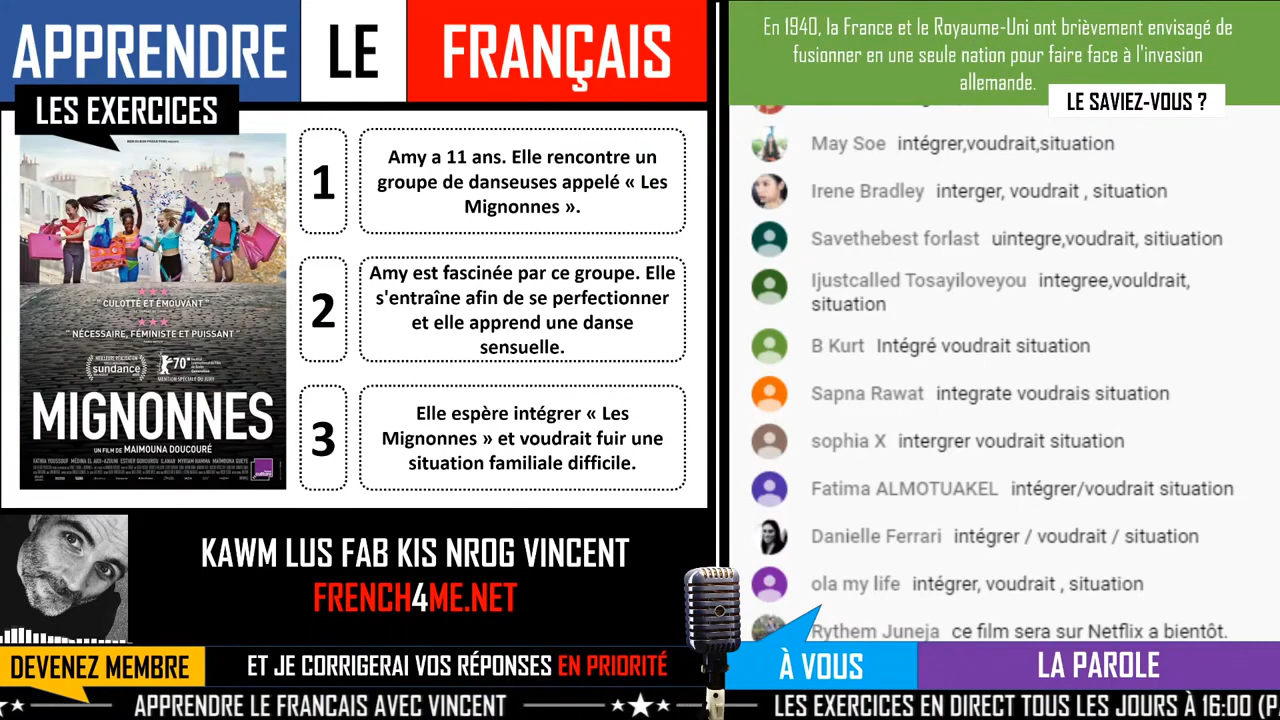 APPRENDRE LE FRANÇAIS
LES EXERCICES
CULOTTÉ ET ÉMOUVANT
NÉCESSAIRE, FÉMINISTE ET PUISSANT
sundance
70
MENTION SPÉCIALE DU JURY
MIGNONNES
UN FILM DE MAIMOUNA DOUCOURÉ
1
Amy a 11 ans. Elle rencontre un
groupe de danseuses appelé « Les
Mignonnes ».
2
Amy est fascinée par ce groupe. Elle
s'entraîne afin de se perfectionner
et elle apprend une danse
sensuelle.
3
Elle espère intégrer « Les
Mignonnes » et voudrait fuir une
situation familiale difficile.
KAWM LUS FAB KIS NROG VINCENT
FRENCH4ME.NET
DEVENEZ MEMBRE
ET JE CORRIGERAI VOS RÉPONSES EN PRIORITÉ
APPRENDRE LE FRANCAIS AVEC VINCENT
En 1940, la France et le Royaume-Uni ont brièvement envisagé de
fusionner en une seule nation pour faire face à l'invasion
allemande.
LE SAVIEZ-VOUS ?
May Soe intégrer,voudrait,situation
Irene Bradley interger, voudrait , situation
Savethebest forlast uintegre,voudrait, sitiuation
Ijustcalled Tosayiloveyou integree,vouldrait,
situation
B Kurt Intégré voudrait situation
Sapna Rawat integrate voudrais situation
sophia X intergrer voudrait situation
Fatima ALMOTUAKEL intégrer/voudrait situation
Danielle Ferrari intégrer / voudrait / situation
ola my life intégrer, voudrait , situation
Rythem Juneja ce film sera sur Netflix a bientôt.
À VOUS
LA PAROLE
LES EXERCICES EN DIRECT TOUS LES JOURS À 16:00 (P